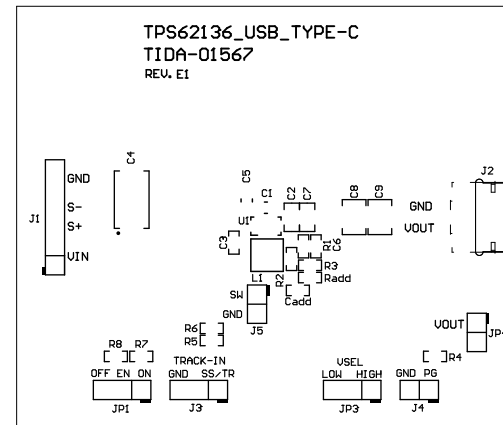 TPS62136_USB_TYPE-C
TIDA-01567
REV. E1
C4
J2
GND
C5
C1
C2
C7
C8
C9
GND
J1
S-
S+
U1
VOUT
C3
R1
C6
VIN
R2
R3
L1
Radd
SW
Cadd
GND
J5
VOUT
R6
R5
R8
R7
TRACK-IN
VSEL
R4
OFF EN ON
GND
SS/TR
LOW
HIGH
GND
PG
JP1
J3
JP3
J4